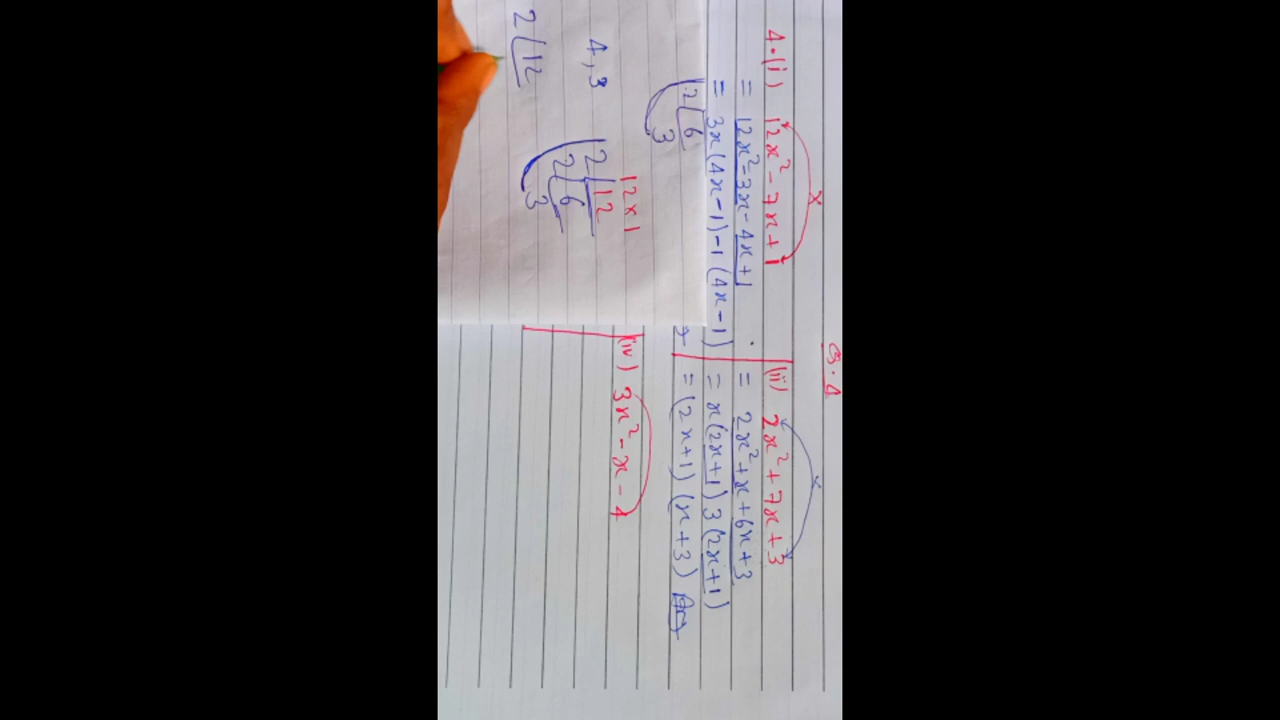 3.4
4.(i) 12x² - 7x + 1
= 12x² - 3x - 4x + 1
= 3x(4x - 1) - 1(4x - 1)
2 6
3
(ii) 2x² + 7x + 3
= 2x² + x + 6x + 3
= x(2x + 1) 3(2x + 1)
= (2x + 1) (x + 3)
(iv) 3x² - x - 4
12 x 1
2 12
2 6
3
4, 3
2 12